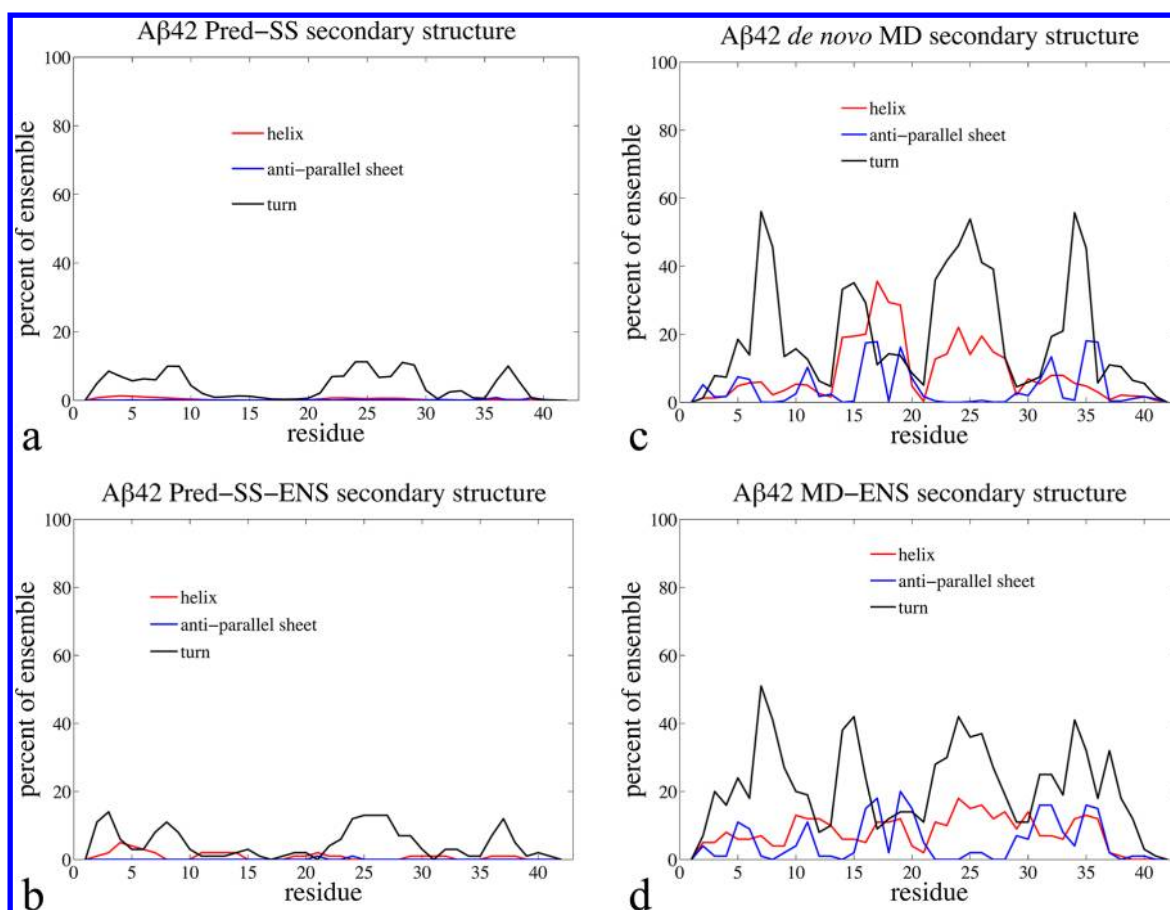 Aβ42 Pred-SS secondary structure
percent of ensemble
100
80
60
40
20
0
helix
anti-parallel sheet
turn
0 5 10 15 20 25 30 35 40
residue
a
Aβ42 de novo MD secondary structure
percent of ensemble
100
80
60
40
20
0
helix
anti-parallel sheet
turn
0 5 10 15 20 25 30 35 40
residue
c
Aβ42 Pred-SS-ENS secondary structure
percent of ensemble
100
80
60
40
20
0
helix
anti-parallel sheet
turn
0 5 10 15 20 25 30 35 40
residue
b
Aβ42 MD-ENS secondary structure
percent of ensemble
100
80
60
40
20
0
helix
anti-parallel sheet
turn
0 5 10 15 20 25 30 35 40
residue
d